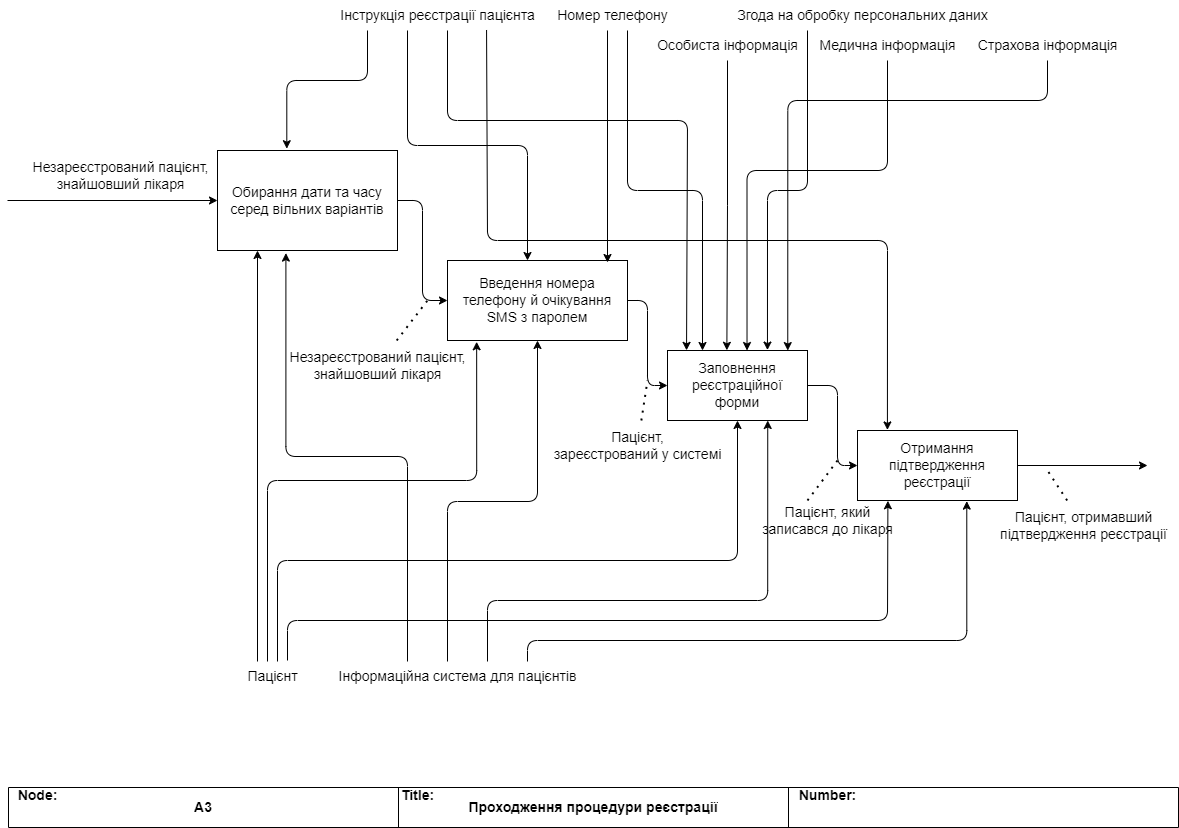 Інструкція реєстрації пацієнта
Номер телефону
Згода на обробку персональних даних
Особиста інформація
Медична інформація
Страхова інформація
Незареєстрований пацієнт,
знайшовший лікаря
Обирання дати та часу
серед вільних варіантів
Введення номера
телефону й очікування
SMS з паролем
Незареєстрований пацієнт,
знайшовший лікаря
Заповнення
реєстраційної
форми
Пацієнт,
зареєстрований у системі
Отримання
підтвердження
реєстрації
Пацієнт, який
записався до лікаря
Пацієнт, отримавший
підтвердження реєстрації
Пацієнт
Інформаційна система для пацієнтів
Node:
А3
Title:
Проходження процедури реєстрації
Number: